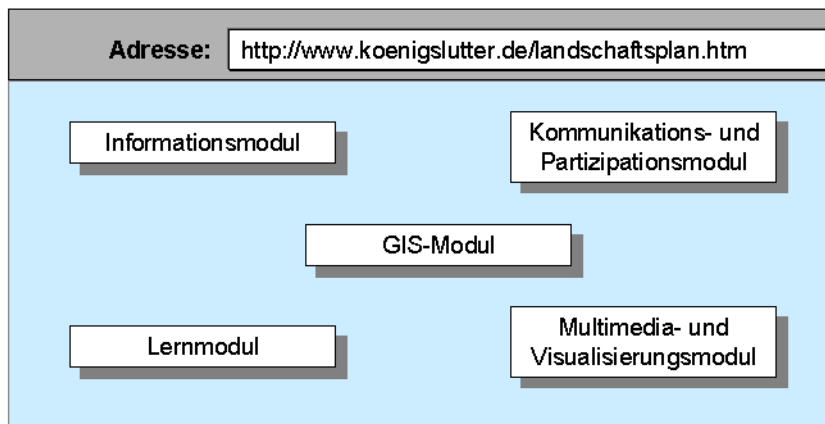 Adresse: http://www.koenigslutter.de/landschaftsplan.htm
Informationsmodul
Kommunikations- und
Partizipationsmodul
GIS-Modul
Lernmodul
Multimedia- und
Visualisierungsmodul